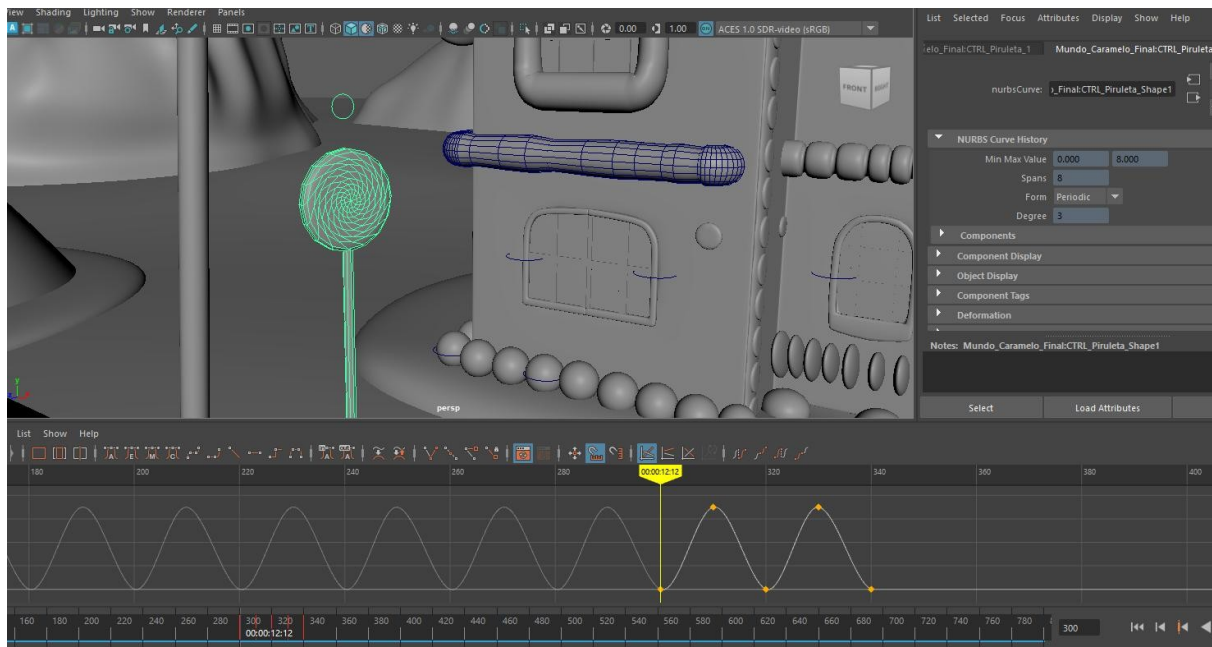 View Shading Lighting Show Renderer Panels
0.00 1.00 ACES 1.0 SDR-video (sRGB)
FRONT RIGHT
persp
List Selected Focus Attributes Display Show Help
elo_Final:CTRL_Piruleta_1 Mundo_Caramelo_Final:CTRL_Piruleta
nurbsCurve: o_Final:CTRL_Piruleta_Shape1
NURBS Curve History
Min Max Value 0.000 8.000
Spans 8
Form Periodic
Degree 3
Components
Component Display
Object Display
Component Tags
Deformation
Notes: Mundo_Caramelo_Final:CTRL_Piruleta_Shape1
Select Load Attributes
List Show Help
180 200 220 240 260 280 00:00:12:12 320 340 360 380 400
160 180 200 220 240 260 280 300 320 340 360 380 400 420 440 460 480 500 520 540 560 580 600 620 640 660 680 700 720 740 760 780
00:00:12:12
300